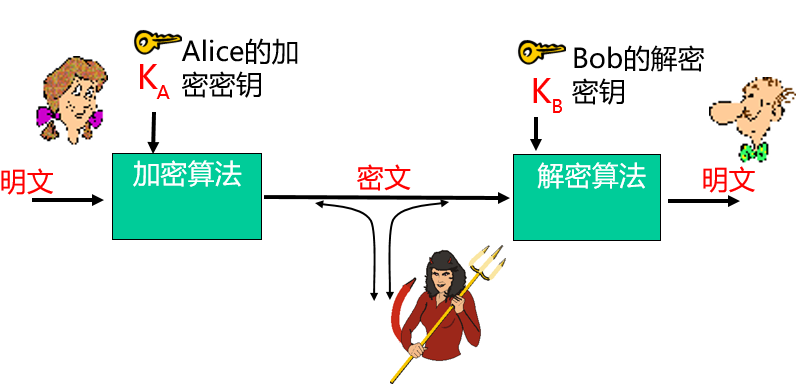 Alice的加
密密钥
K_A
Bob的解密
密钥
K_B
明文
加密算法
密文
解密算法
明文